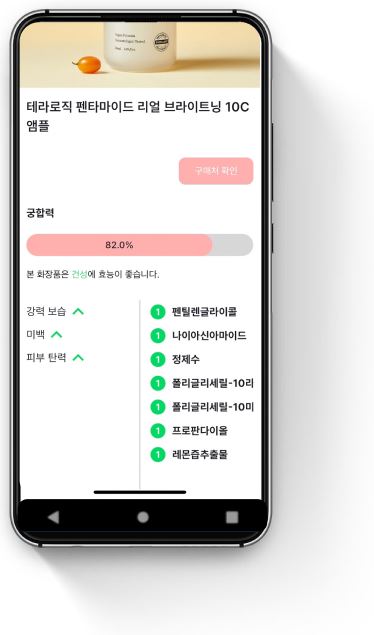 테라로직 펜타마이드 리얼 브라이트닝 10C
앰플
구매처 확인
궁합력
82.0%
본 화장품은 건성에 효능이 좋습니다.
강력 보습
미백
피부 탄력
1 펜틸렌글라이콜
1 나이아신아마이드
1 정제수
1 폴리글리세릴-10라
1 폴리글리세릴-10미
1 프로판다이올
1 레몬즙추출물